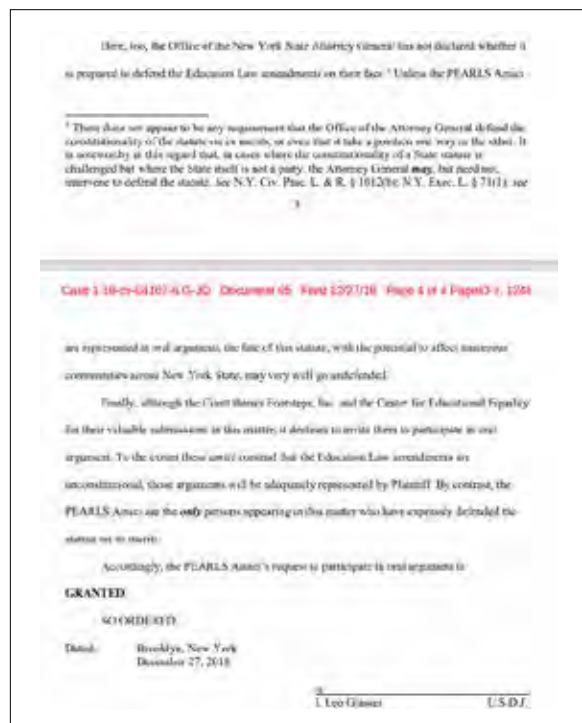 Here, too, the Office of the New York State Attorney General has not declared whether it
is prepared to defend the Education Law amendments on their face.¹ Unless the PEARLS Amici
¹ There does not appear to be any requirement that the Office of the Attorney General defend the
constitutionality of the statute on its merits, or even that it take a position one way or the other. It
is noteworthy in this regard that, in cases where the constitutionality of a State statute is
challenged but where the State itself is not a party, the Attorney General may, but need not,
intervene to defend the statute. See N.Y. Civ. Prac. L. & R. § 1012(b); N.Y. Exec. L. § 71(1); see
3
Document 65 Filed 12/27/18 Page 4 of 4 PageID
are represented at oral argument, the fate of this statute, with the potential to affect numerous
communities across New York State, may very well go undefended.
Finally, although the Court thanks Footsteps, Inc. and the Center for Educational Equality
for their valuable submissions in this matter, it declines to invite them to participate in oral
argument. To the extent these amici contend that the Education Law amendments are
unconstitutional, those arguments will be adequately represented by Plaintiff. By contrast, the
PEARLS Amici are the only persons appearing in this matter who have expressly defended the
statute on its merits.
Accordingly, the PEARLS Amici's request to participate in oral argument is
GRANTED.
SO ORDERED.
Dated: Brooklyn, New York
December 27, 2018
I. Leo Glasser U.S.D.J.